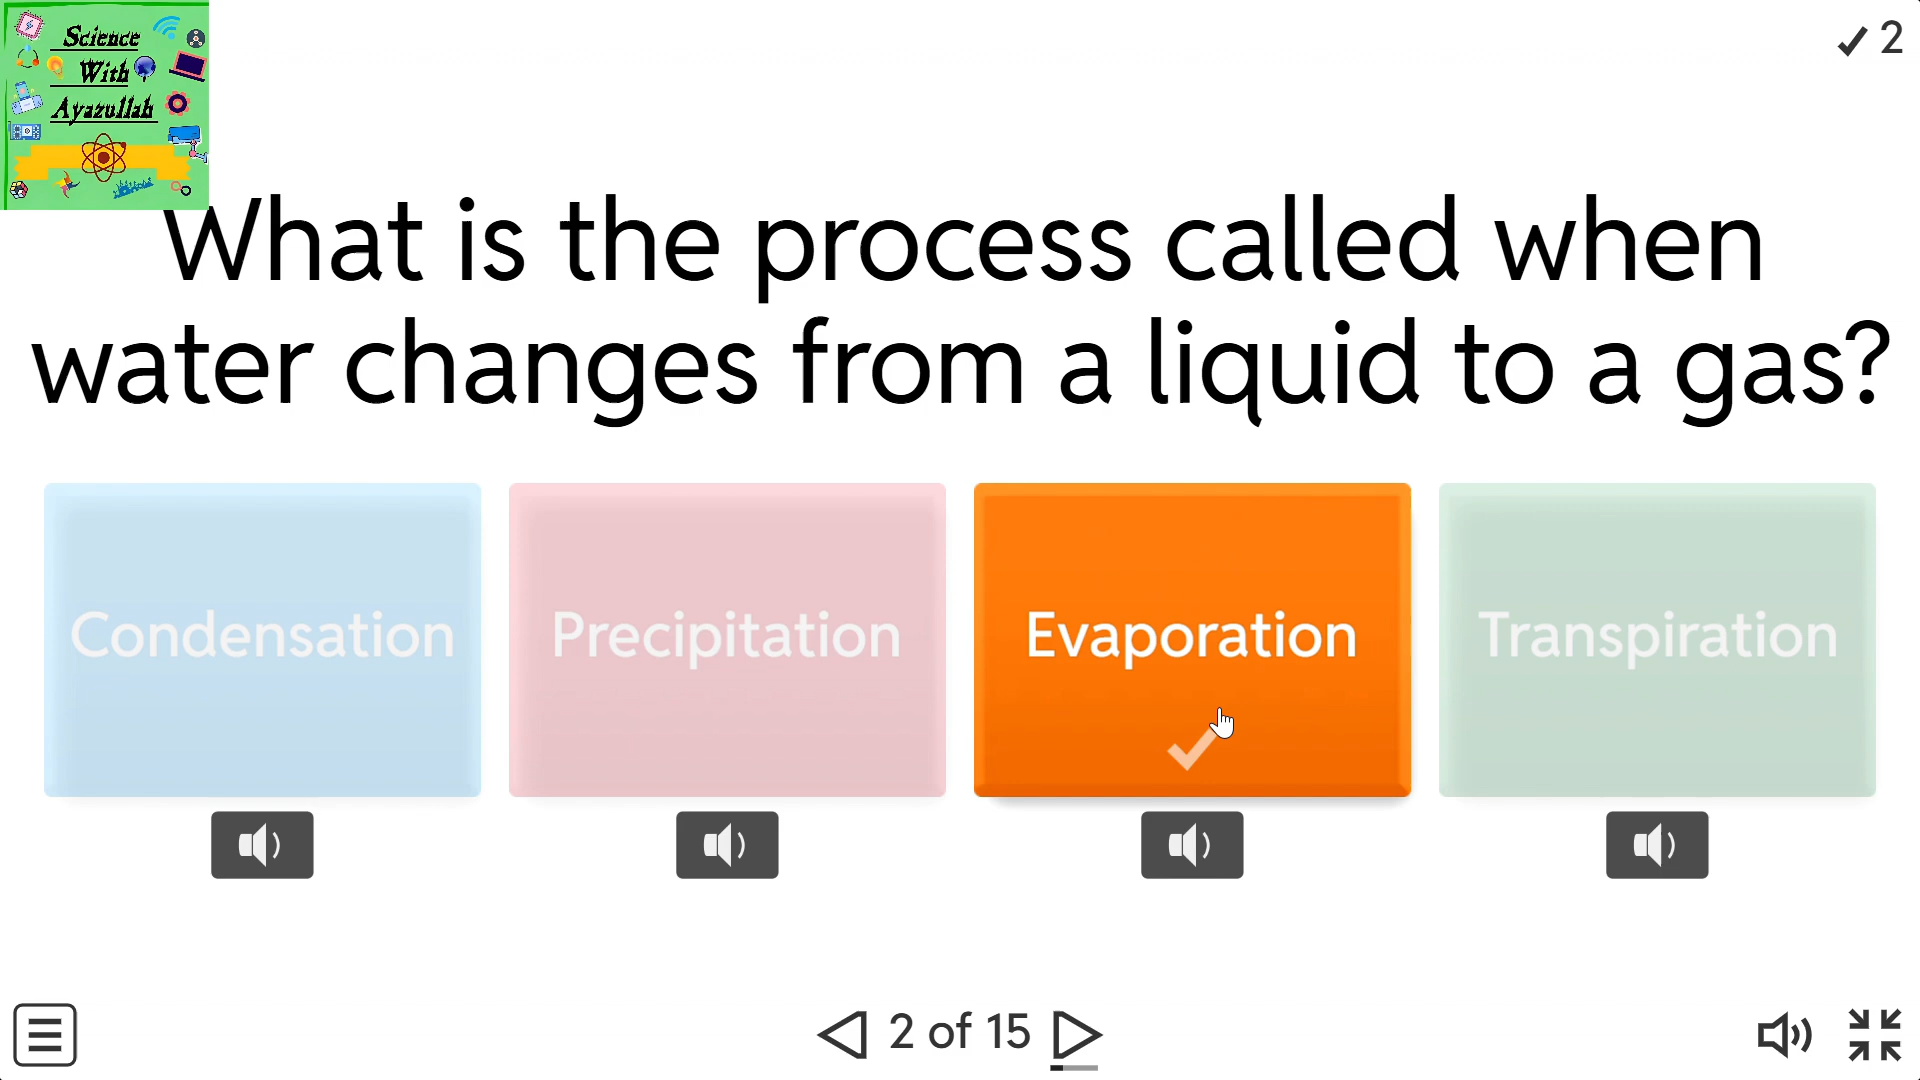 Science
With
Ayazullah
✓ 2
What is the process called when
water changes from a liquid to a gas?
Condensation
Precipitation
Evaporation
Transpiration
2 of 15